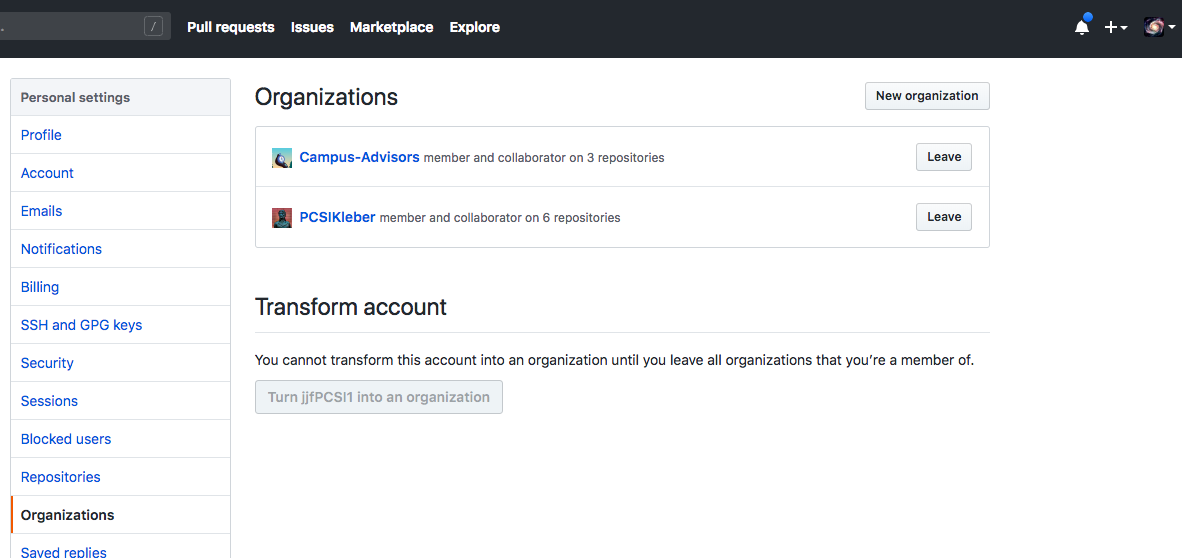 . / Pull requests Issues Marketplace Explore
Personal settings
Profile
Account
Emails
Notifications
Billing
SSH and GPG keys
Security
Sessions
Blocked users
Repositories
Organizations
Saved replies
Organizations New organization
Campus-Advisors member and collaborator on 3 repositories Leave
PCSIKleber member and collaborator on 6 repositories Leave
Transform account
You cannot transform this account into an organization until you leave all organizations that you’re a member of.
Turn jjfPCSI1 into an organization